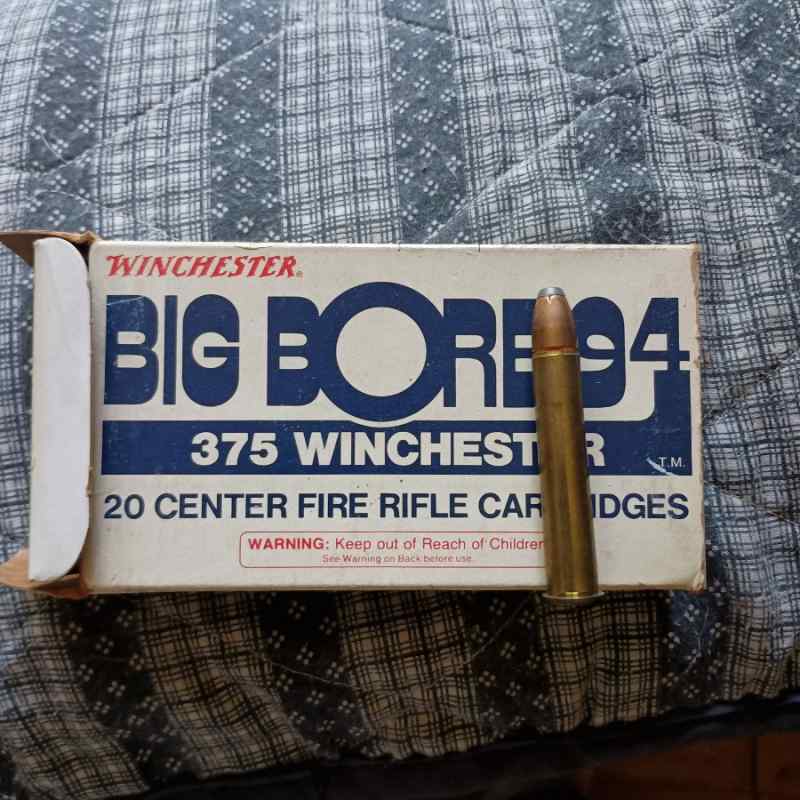 WINCHESTER®
BIG BORE 94
375 WINCHESTER
T.M.
20 CENTER FIRE RIFLE CARTRIDGES
WARNING: Keep out of Reach of Children
See Warning on Back before use.